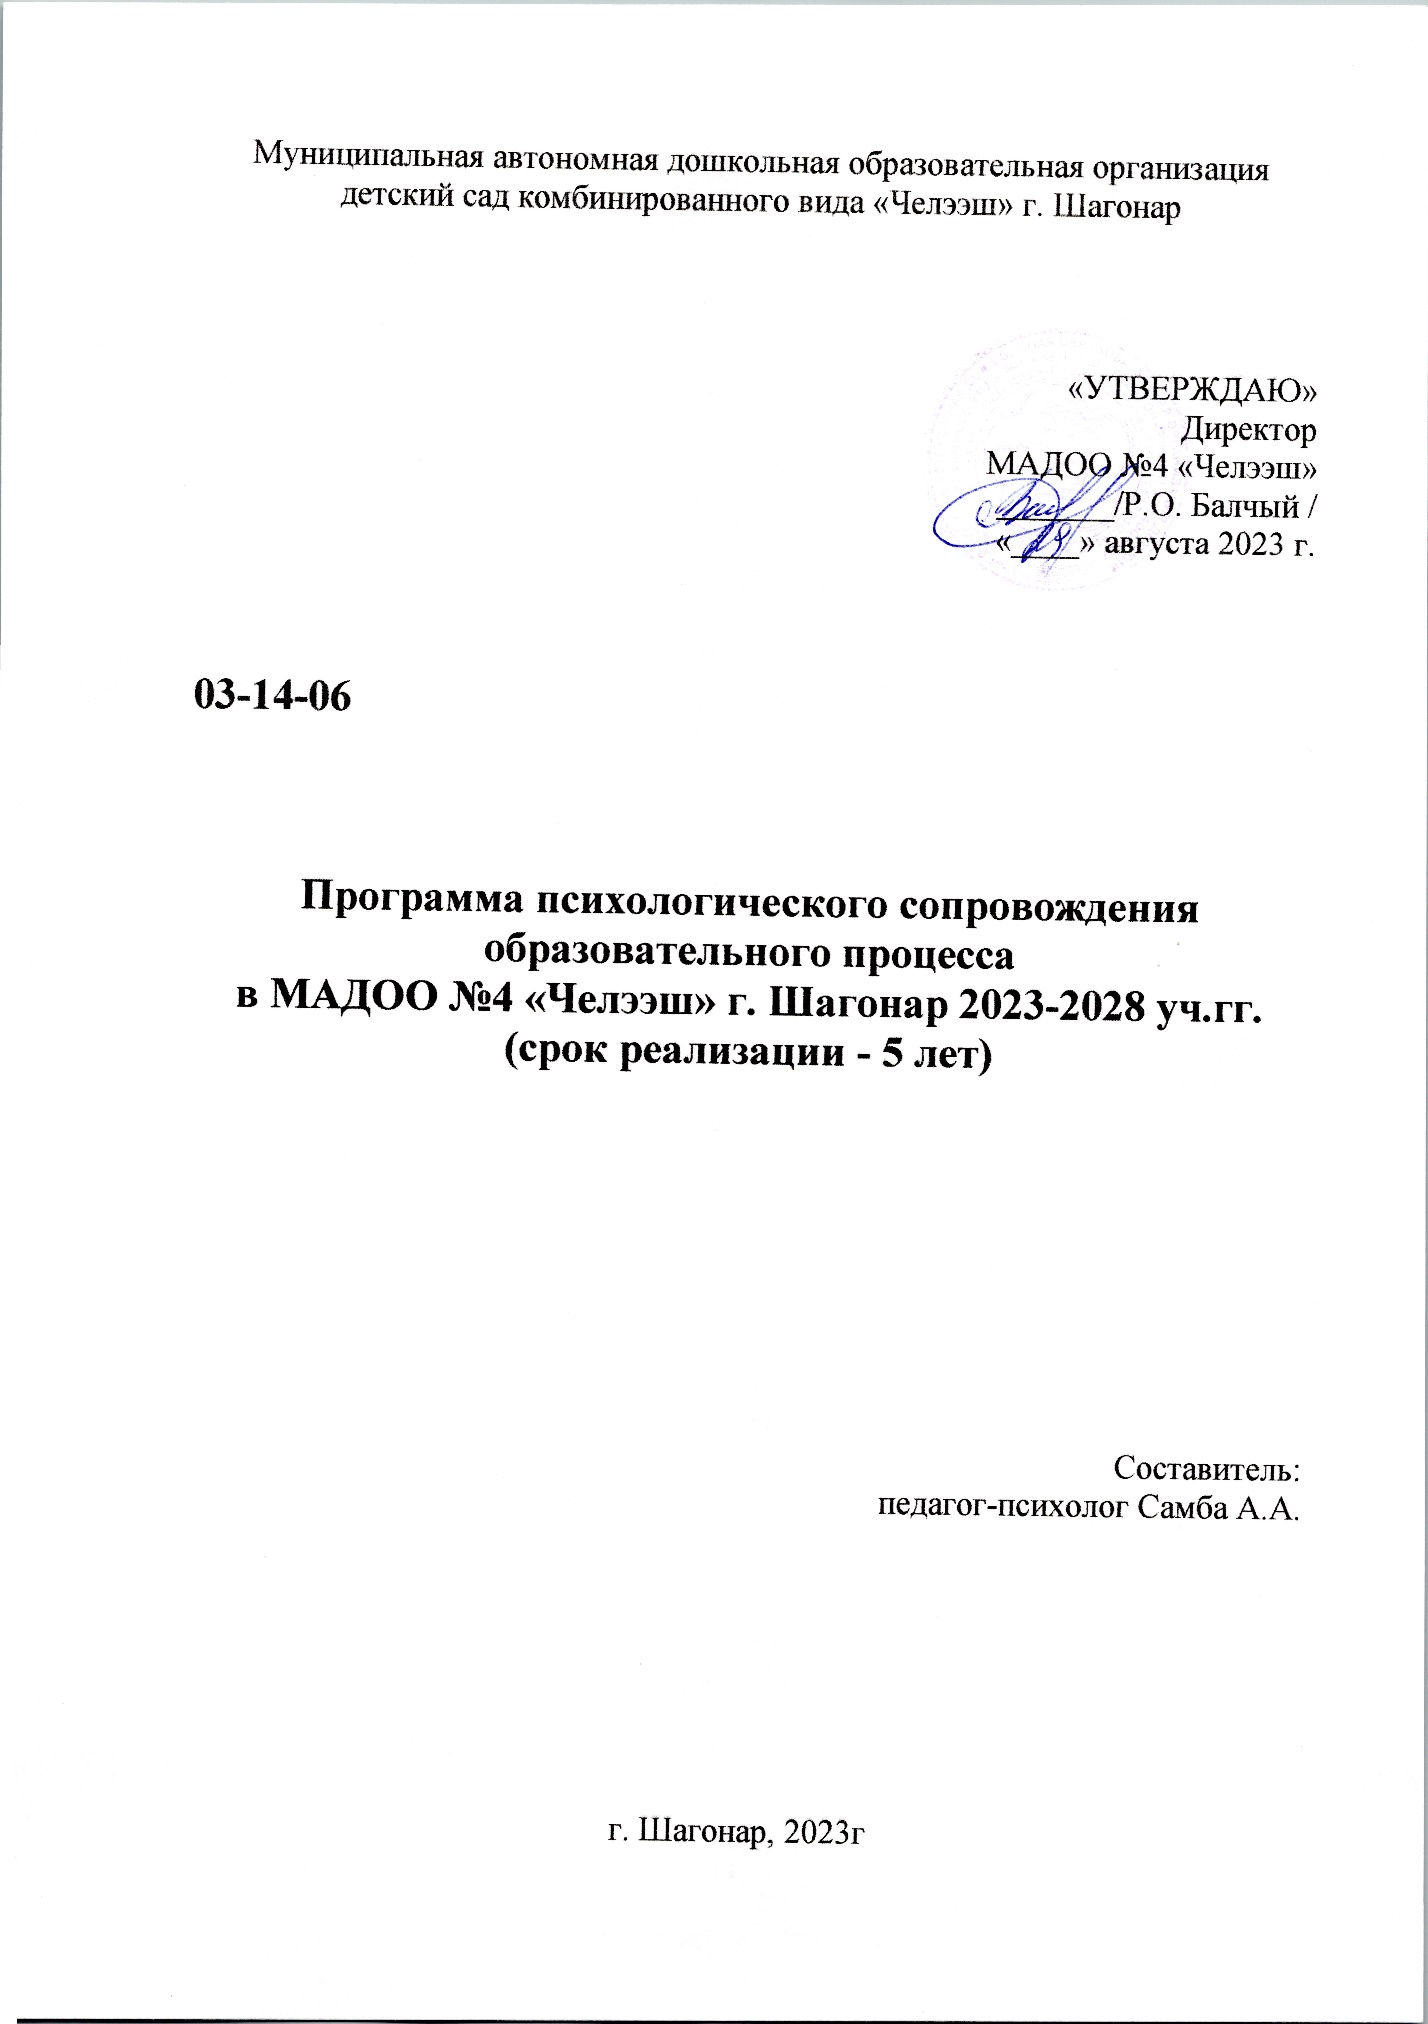 Муниципальная автономная дошкольная образовательная организация
детский сад комбинированного вида «Челээш» г. Шагонар
«УТВЕРЖДАЮ»
Директор
МАДОО №4 «Челээш»
/Р.О. Балчый /
«29» августа 2023 г.
03-14-06
Программа психологического сопровождения
образовательного процесса
в МАДОО №4 «Челээш» г. Шагонар 2023-2028 уч.гг.
(срок реализации - 5 лет)
Составитель:
педагог-психолог Самба А.А.
г. Шагонар, 2023г